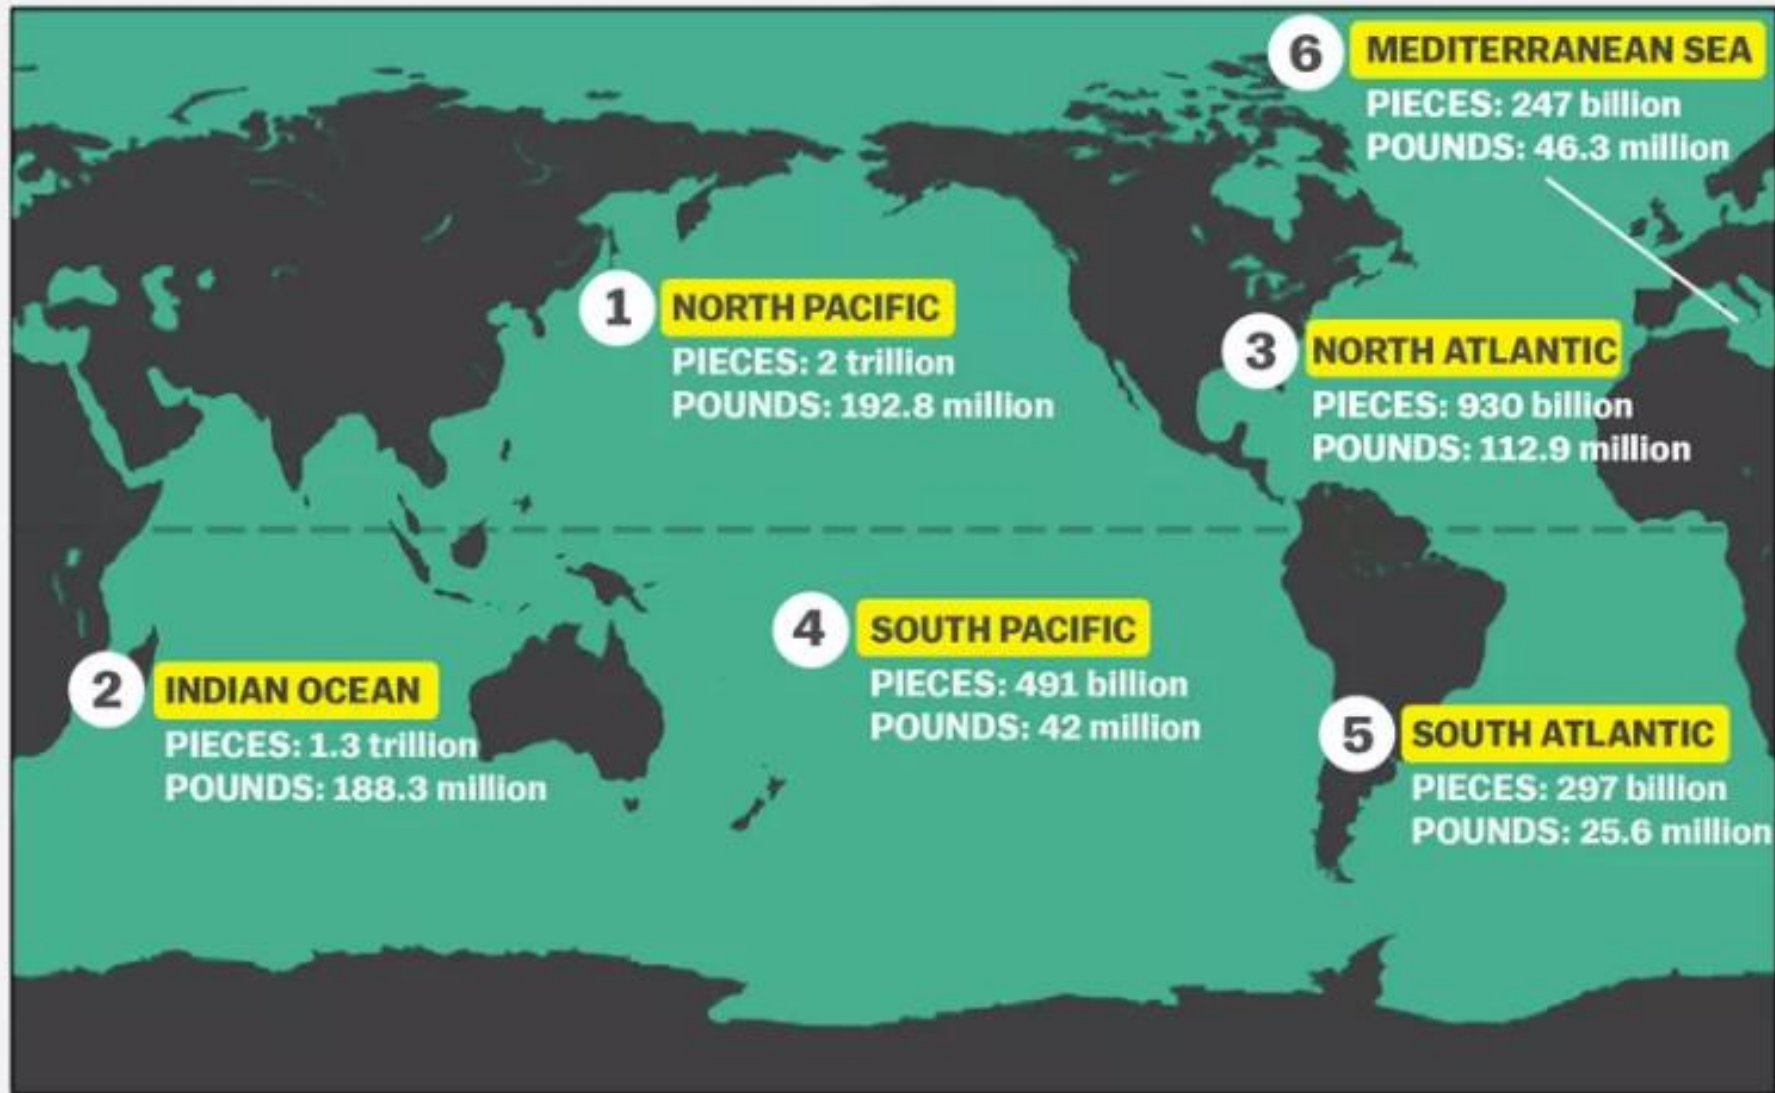 6
MEDITERRANEAN SEA
PIECES: 247 billion
POUNDS: 46.3 million
1
NORTH PACIFIC
PIECES: 2 trillion
POUNDS: 192.8 million
3
NORTH ATLANTIC
PIECES: 930 billion
POUNDS: 112.9 million
4
SOUTH PACIFIC
PIECES: 491 billion
POUNDS: 42 million
2
INDIAN OCEAN
PIECES: 1.3 trillion
POUNDS: 188.3 million
5
SOUTH ATLANTIC
PIECES: 297 billion
POUNDS: 25.6 million